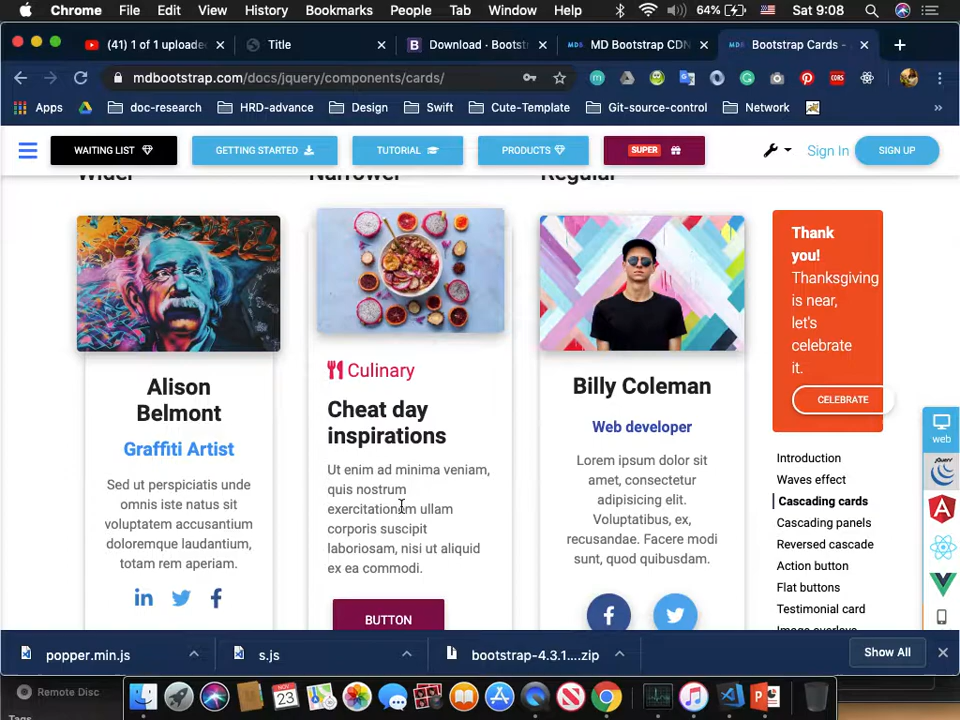 Chrome File Edit View History Bookmarks People Tab Window Help 64% Sat 9:08
(41) 1 of 1 uploade
Title
Download · Bootst
MD Bootstrap CDN
Bootstrap Cards -
mdbootstrap.com/docs/jquery/components/cards/
Apps doc-research HRD-advance Design Swift Cute-Template Git-source-control Network »
WAITING LIST
GETTING STARTED
TUTORIAL
PRODUCTS
SUPER
Sign In
SIGN UP
Wider
Narrower
Regular
Alison
Belmont
Graffiti Artist
Sed ut perspiciatis unde
omnis iste natus sit
voluptatem accusantium
doloremque laudantium,
totam rem aperiam.
Culinary
Cheat day
inspirations
Ut enim ad minima veniam,
quis nostrum
exercitationem ullam
corporis suscipit
laboriosam, nisi ut aliquid
ex ea commodi.
BUTTON
Billy Coleman
Web developer
Lorem ipsum dolor sit
amet, consectetur
adipisicing elit.
Voluptatibus, ex,
recusandae. Facere modi
sunt, quod quibusdam.
Thank
you!
Thanksgiving
is near,
let's
celebrate
it.
CELEBRATE
Introduction
Waves effect
Cascading cards
Cascading panels
Reversed cascade
Action button
Flat buttons
Testimonial card
Image overlays
web
popper.min.js
s.js
bootstrap-4.3.1....zip
Show All
Remote Disc
Tags
NOV
23